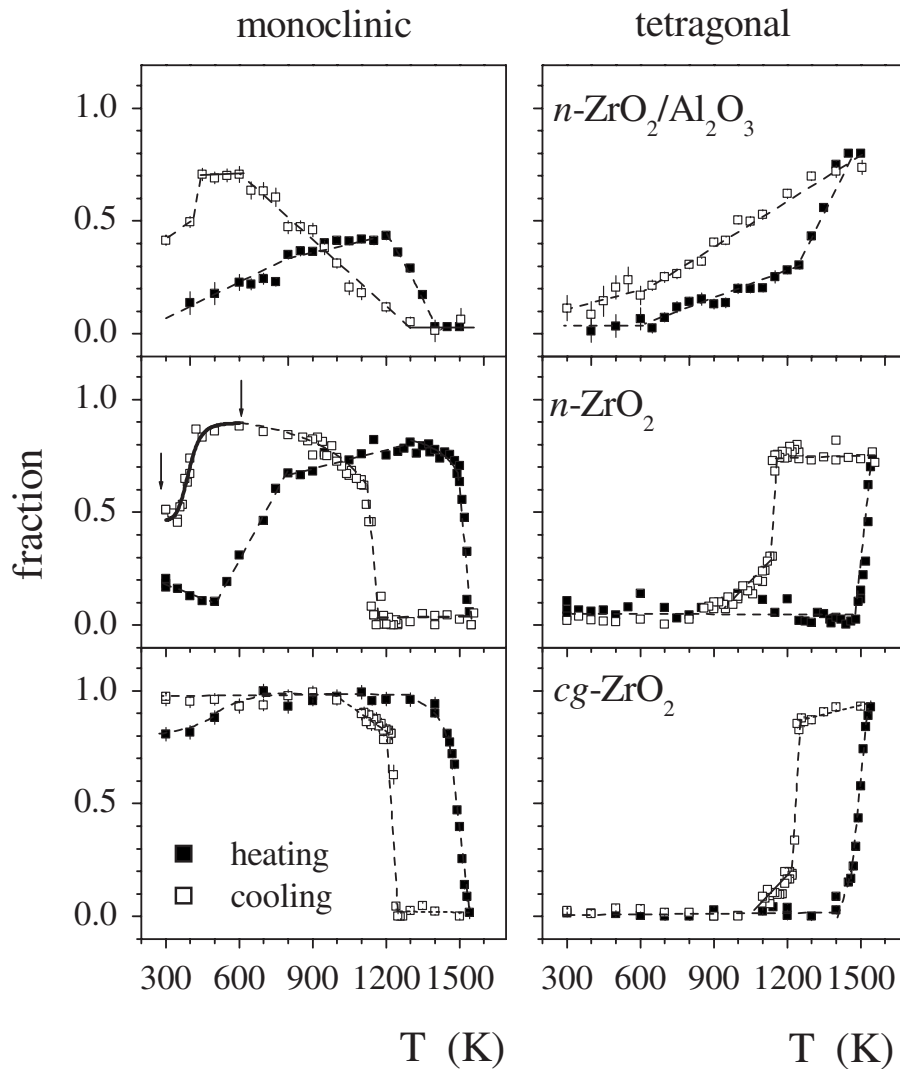 monoclinic
tetragonal
n-ZrO₂/Al₂O₃
1.0
0.5
0.0
n-ZrO₂
1.0
0.5
0.0
fraction
cg-ZrO₂
1.0
0.5
0.0
heating
cooling
300 600 900 1200 1500
300 600 900 1200 1500
T (K)
T (K)